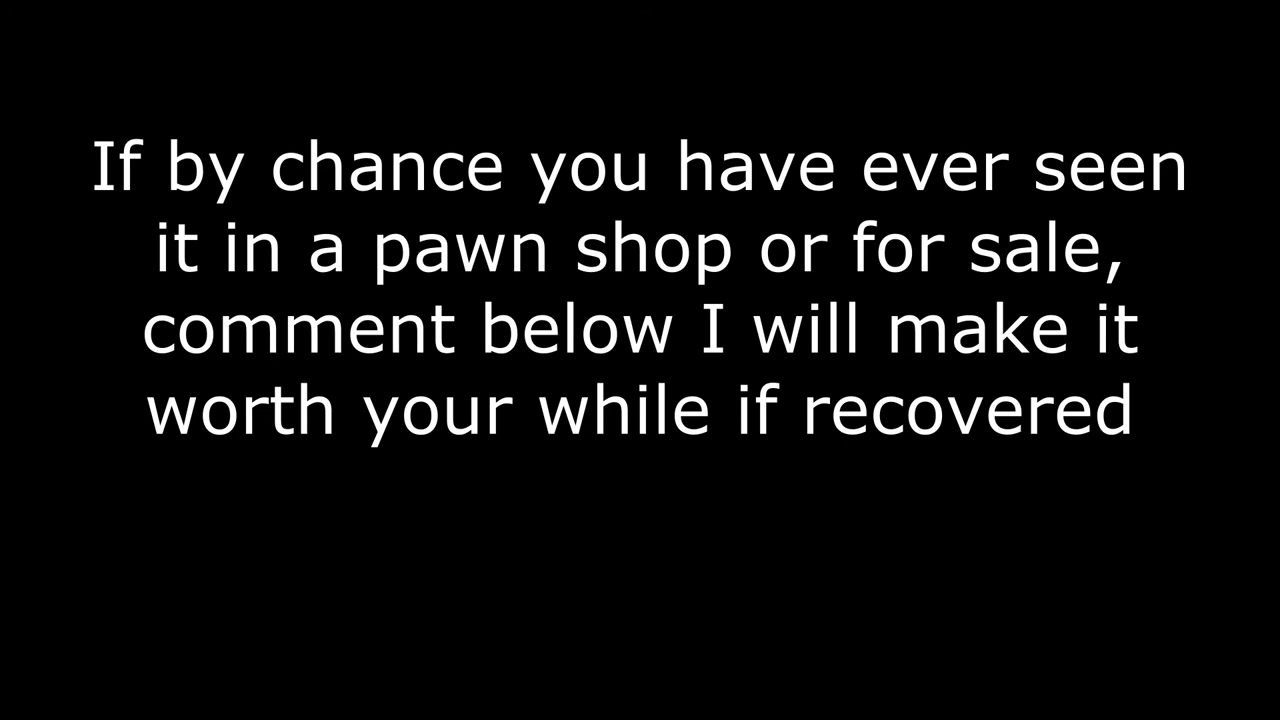 If by chance you have ever seen
it in a pawn shop or for sale,
comment below I will make it
worth your while if recovered